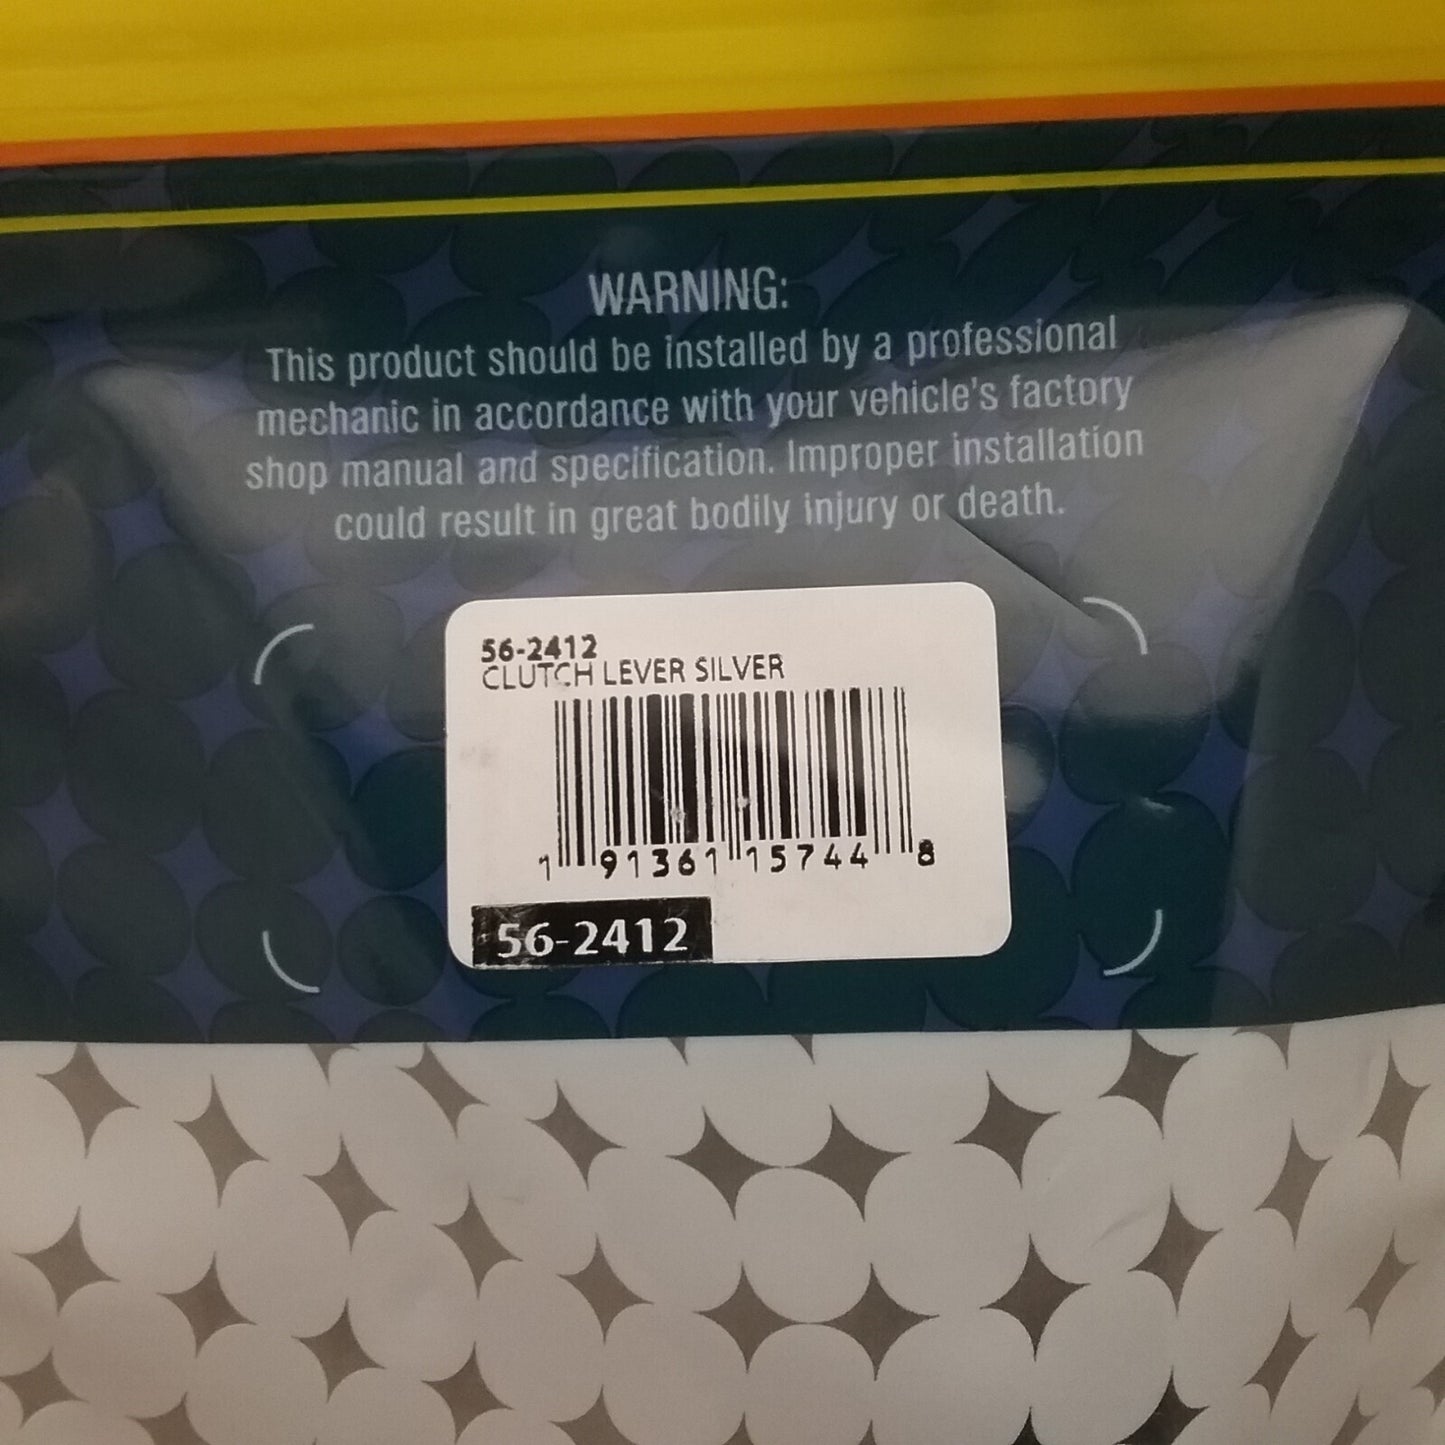 WARNING:
This product should be installed by a professional
mechanic in accordance with your vehicle's factory
shop manual and specification. Improper installation
could result in great bodily injury or death.
56-2412
CLUTCH LEVER SILVER
1 91361 15744 8
56-2412